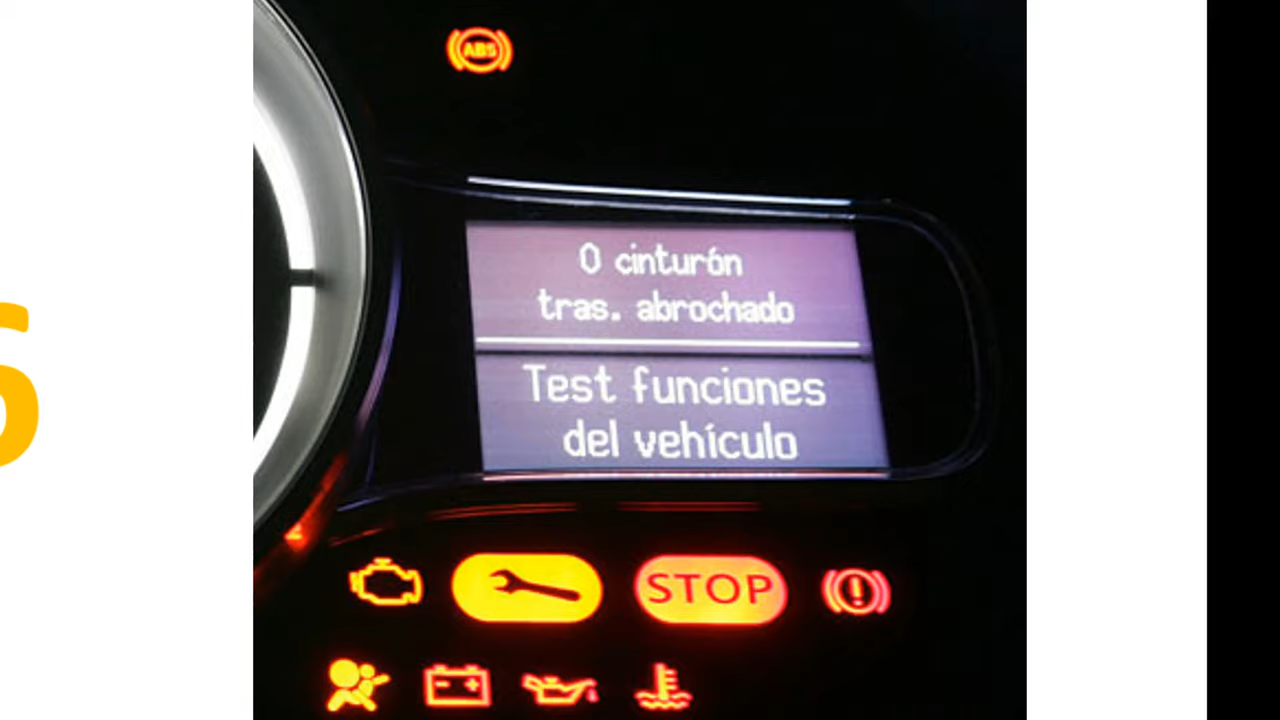 ABS
0 cinturón
tras. abrochado
Test funciones
del vehículo
STOP